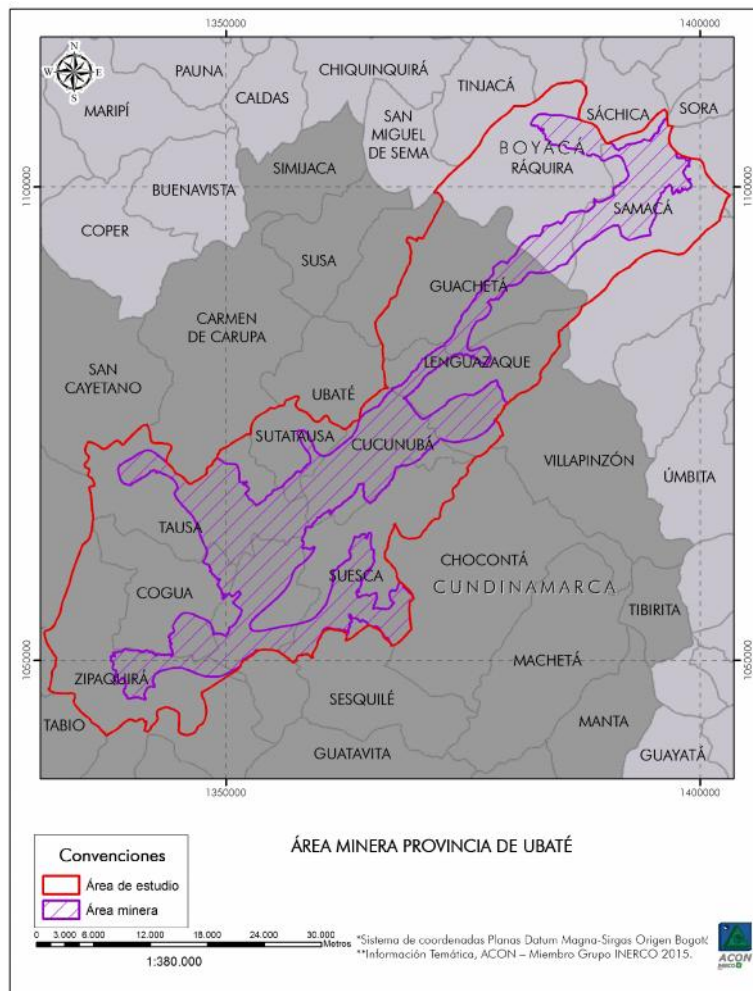 1350000
1400000
N
W
E
S
PAUNA
CHIQUINQUIRÁ
TINJACÁ
MARIPÍ
CALDAS
SAN
MIGUEL
DE SEMA
SÁCHICA
SORA
BOYACÁ
RÁQUIRA
SIMIJACA
1100000
1100000
BUENAVISTA
SAMACÁ
COPER
SUSA
GUACHETÁ
CARMEN
DE CARUPA
LENGUAZAQUE
SAN
CAYETANO
UBATÉ
SUTATAUSA
CUCUNUBÁ
VILLAPINZÓN
ÚMBITA
TAUSA
CHOCONTÁ
SUESCA
CUNDINAMARCA
COGUA
TIBIRITA
1050000
1050000
MACHETÁ
ZIPAQUIRÁ
SESQUILÉ
TABIO
MANTA
GUATAVITA
GUAYATÁ
1350000
1400000
ÁREA MINERA PROVINCIA DE UBATÉ
Convenciones
Área de estudio
Área minera
0 3.000 6.000 12.000 18.000 24.000 30.000
Metros
1:380.000
*Sistema de coordenadas Planas Datum Magna-Sirgas Origen Bogotá
**Información Temática, ACON – Miembro Grupo INERCO 2015.
ACON
INERCO